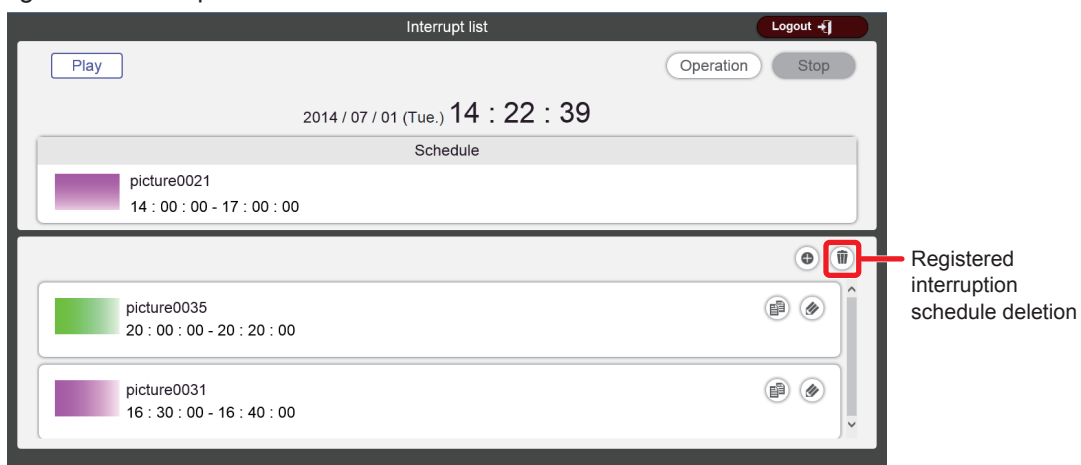 Interrupt list
Logout
Play
Operation
Stop
2014 / 07 / 01 (Tue.) 14 : 22 : 39
Schedule
picture0021
14 : 00 : 00 - 17 : 00 : 00
Registered
interruption
schedule deletion
picture0035
20 : 00 : 00 - 20 : 20 : 00
picture0031
16 : 30 : 00 - 16 : 40 : 00